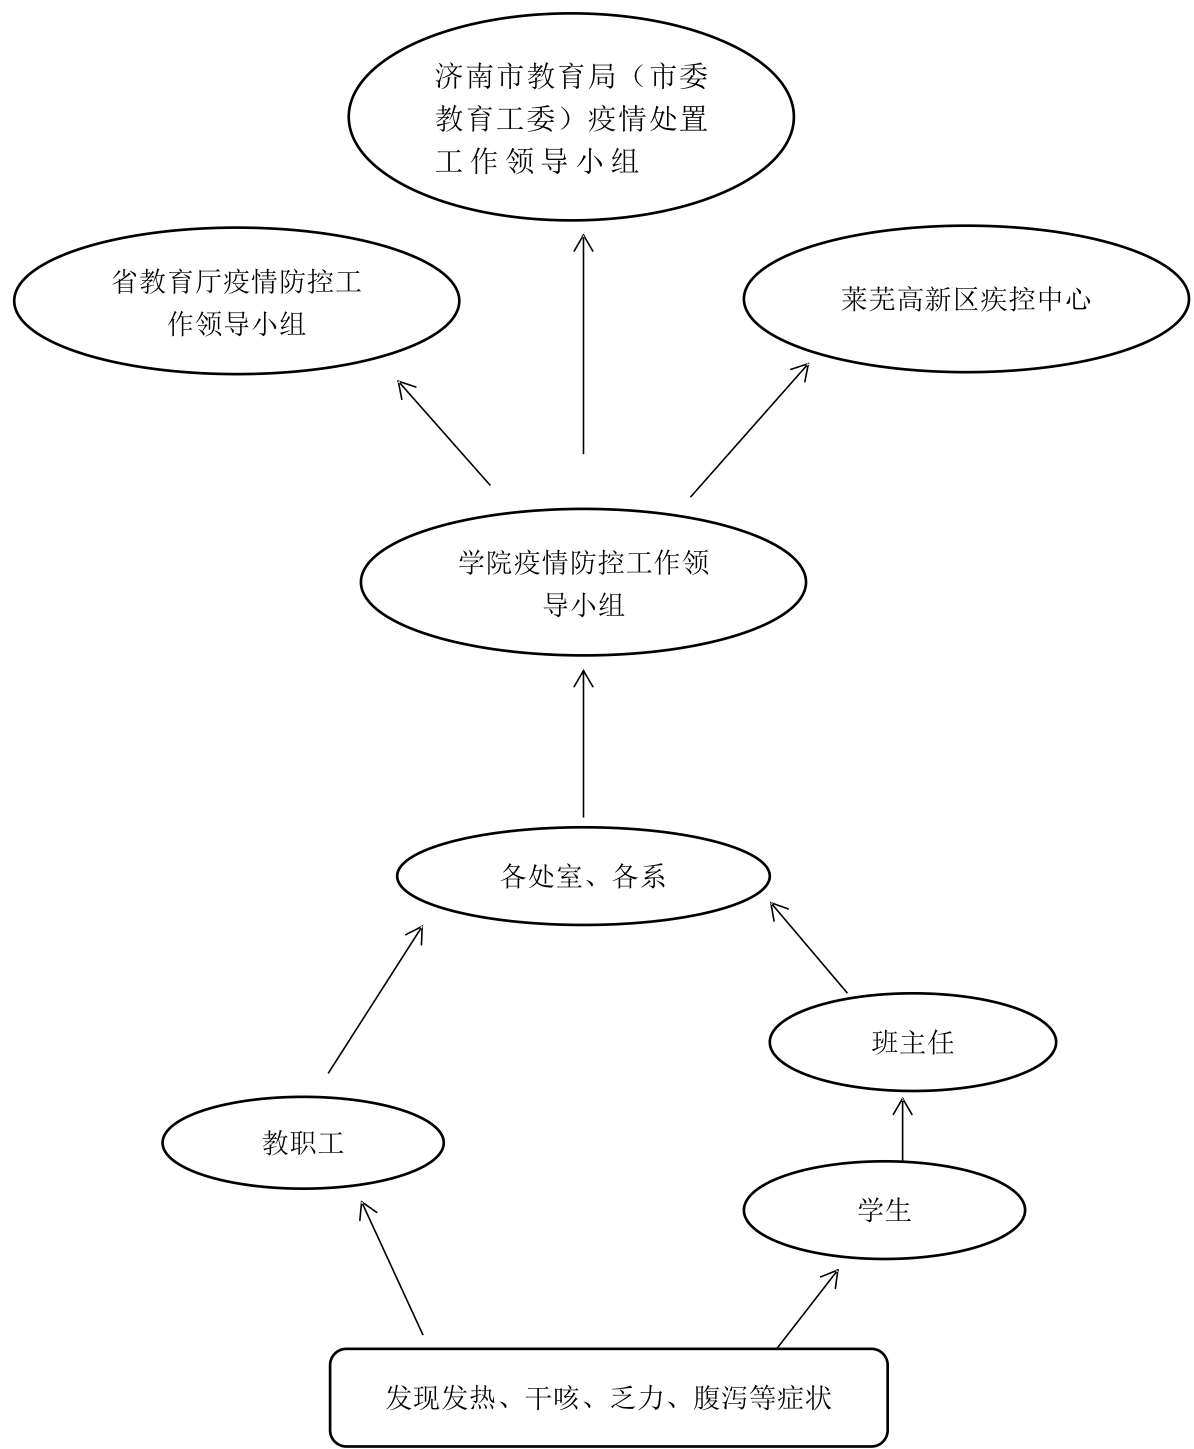 济南市教育局（市委
教育工委）疫情处置
工作领导小组
省教育厅疫情防控工
作领导小组
莱芜高新区疾控中心
学院疫情防控工作领
导小组
各处室、各系
班主任
教职工
学生
发现发热、干咳、乏力、腹泻等症状